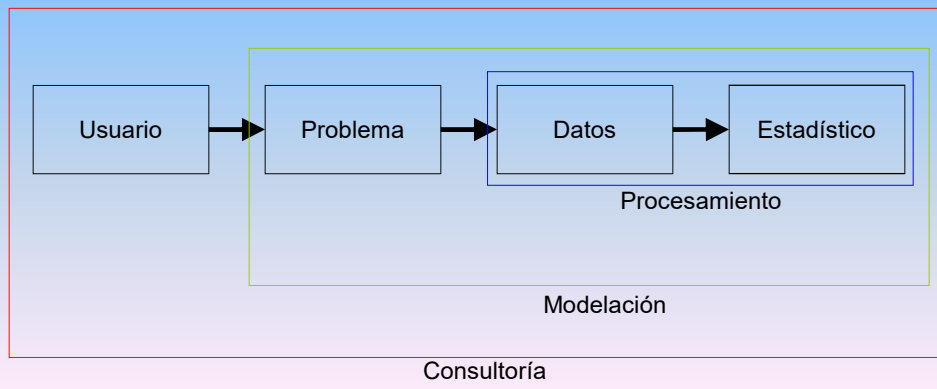 Usuario
Problema
Datos
Estadístico
Procesamiento
Modelación
Consultoría